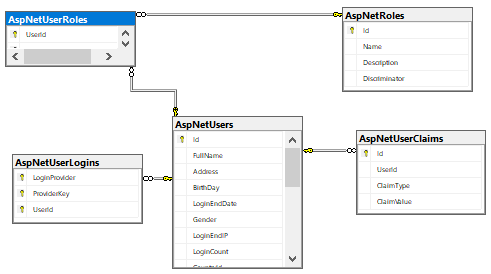 AspNetUserRoles
UserId
AspNetRoles
Id
Name
Description
Discriminator
AspNetUsers
Id
FullName
Address
BirthDay
LoginEndDate
Gender
LoginEndIP
LoginCount
AspNetUserClaims
Id
UserId
ClaimType
ClaimValue
AspNetUserLogins
LoginProvider
ProviderKey
UserId